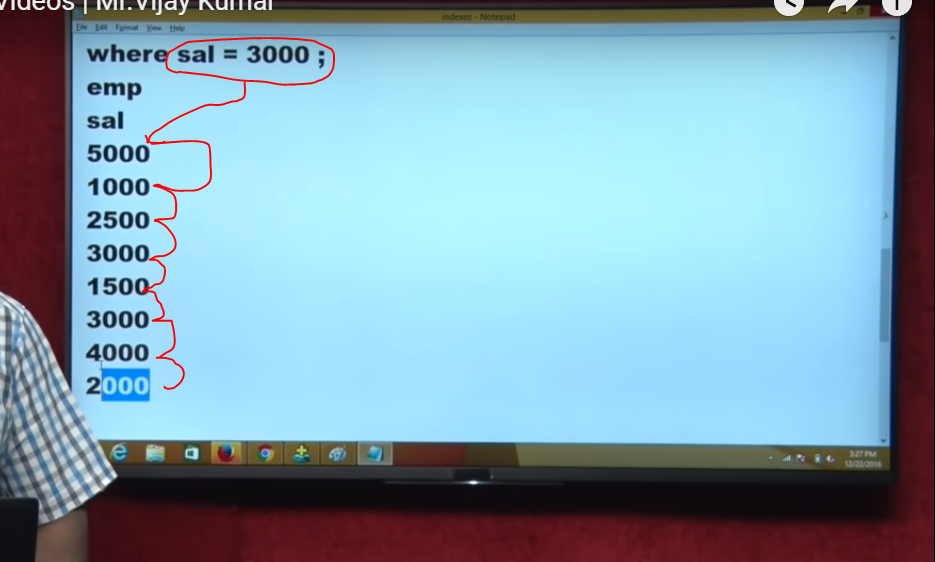 Videos | Mr.Vijay Kumar
indexes - Notepad
File Edit Format View Help
where sal = 3000 ;
emp
sal
5000
1000
2500
3000
1500
3000
4000
2000
3:27 PM
12/22/2016